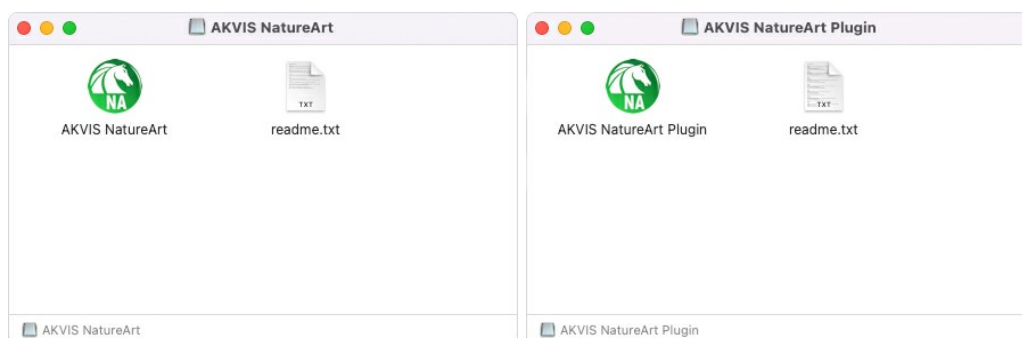 AKVIS NatureArt
NA
AKVIS NatureArt
TXT
readme.txt
AKVIS NatureArt
AKVIS NatureArt Plugin
NA
AKVIS NatureArt Plugin
TXT
readme.txt
AKVIS NatureArt Plugin